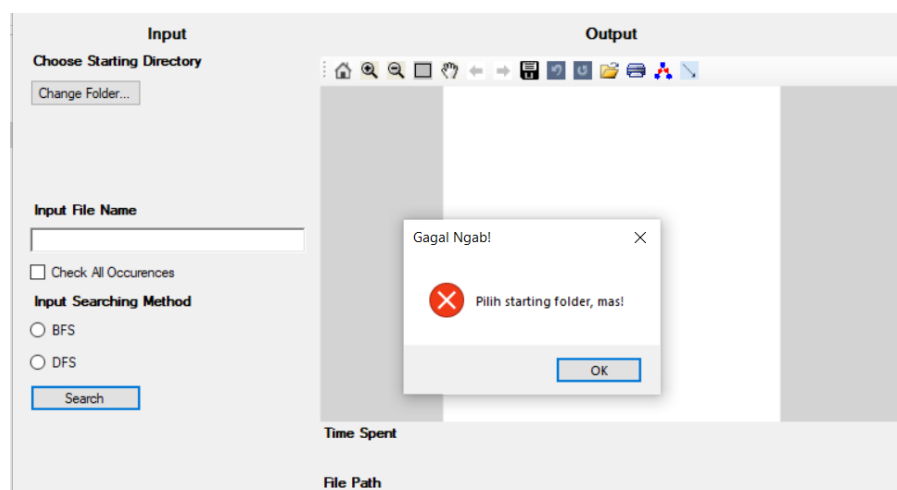 Input
Choose Starting Directory
Change Folder...
Input File Name
Check All Occurences
Input Searching Method
BFS
DFS
Search
Output
Gagal Ngab!
Pilih starting folder, mas!
OK
Time Spent
File Path